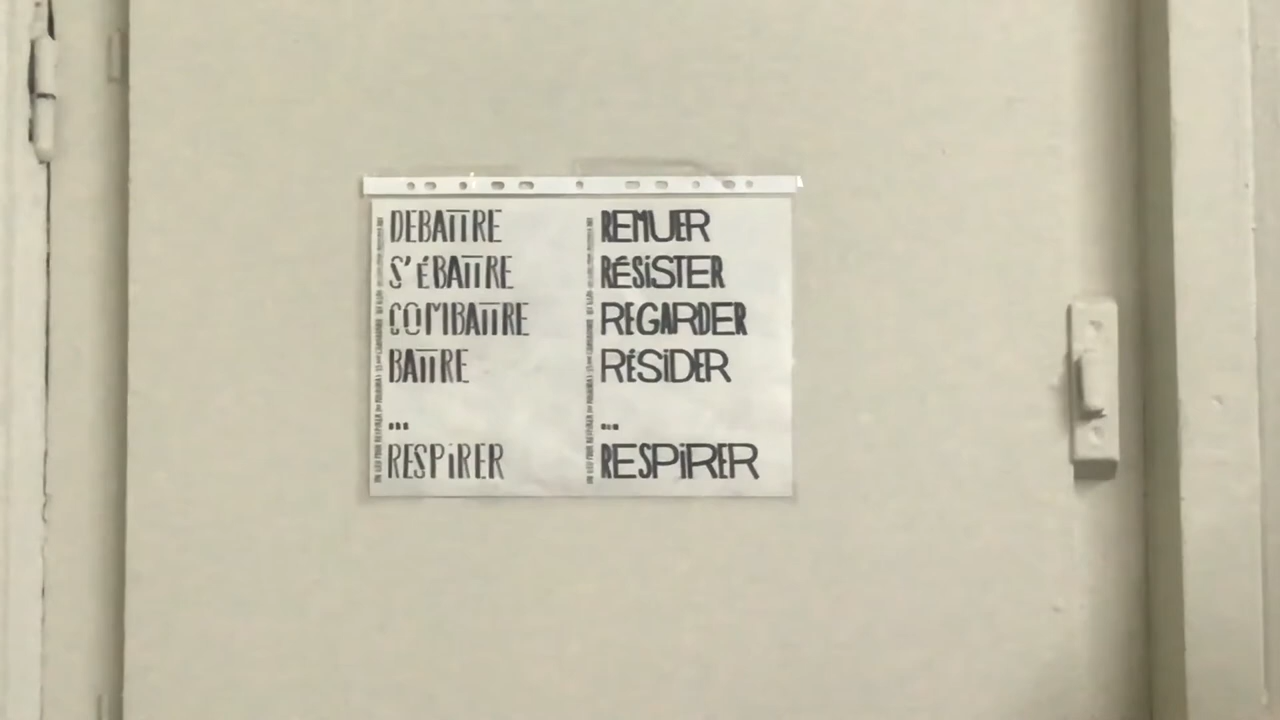 DEBATTRE
S'ÉBATTRE
COMBATTRE
BATTRE
...
RESPiRER
REMUER
RÉSiSTER
REGARDER
RÉSiDER
...
RESPiRER